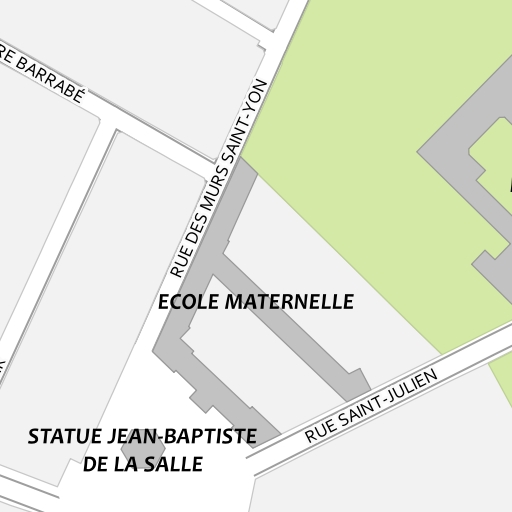 RE BARRABÉ
RUE DES MURS SAINT-YON
ECOLE MATERNELLE
RUE SAINT-JULIEN
STATUE JEAN-BAPTISTE
DE LA SALLE